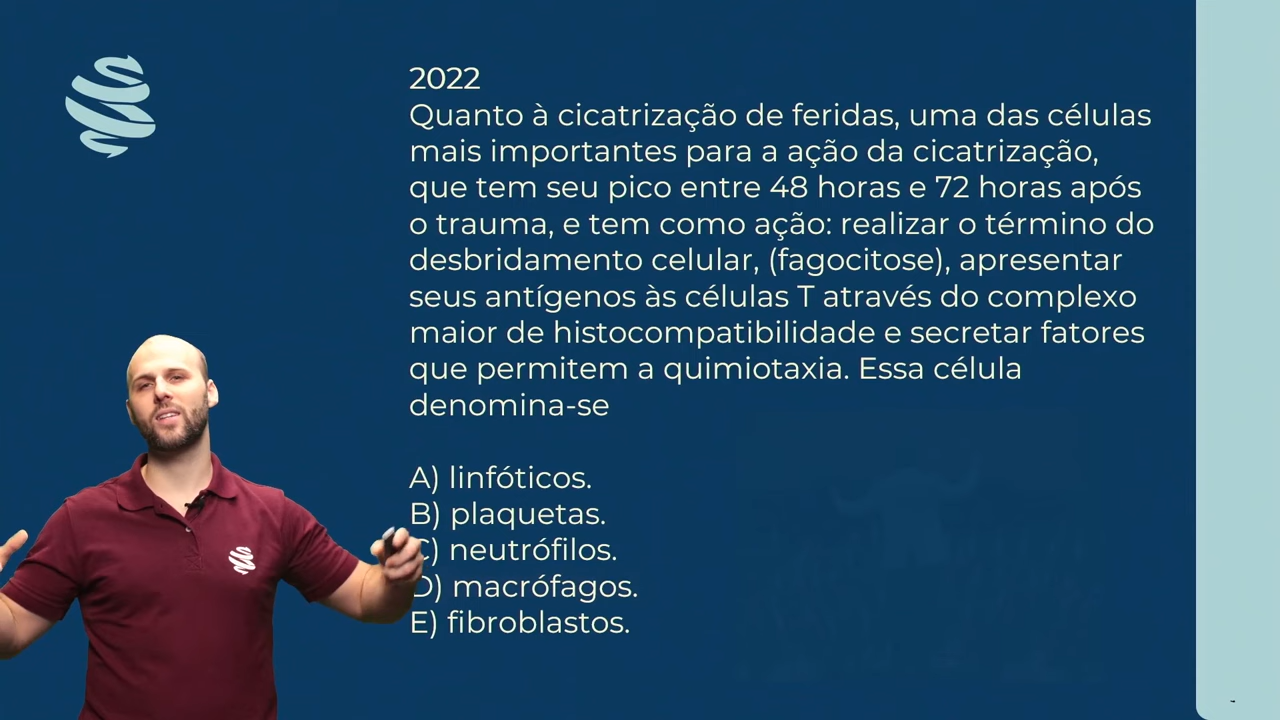 2022
Quanto à cicatrização de feridas, uma das células
mais importantes para a ação da cicatrização,
que tem seu pico entre 48 horas e 72 horas após
o trauma, e tem como ação: realizar o término do
desbridamento celular, (fagocitose), apresentar
seus antígenos às células T através do complexo
maior de histocompatibilidade e secretar fatores
que permitem a quimiotaxia. Essa célula
denomina-se
A) linfóticos.
B) plaquetas.
C) neutrófilos.
D) macrófagos.
E) fibroblastos.